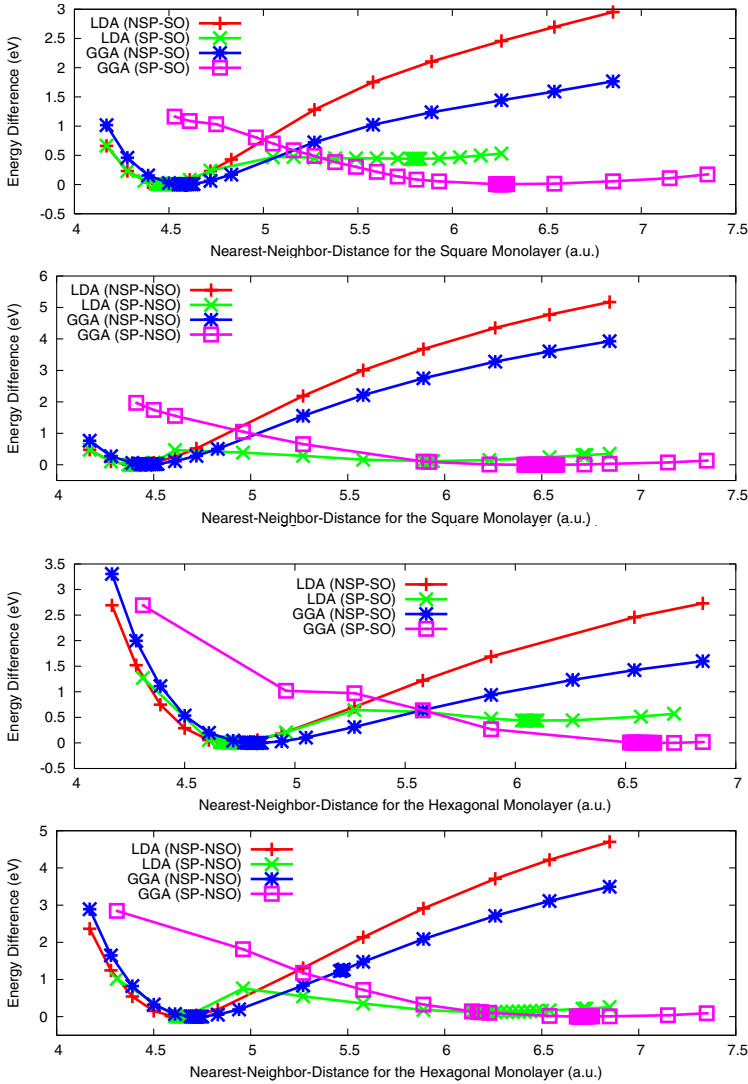 3
2.5
2
1.5
1
0.5
0
-0.5
Energy Difference (eV)
LDA (NSP-SO)
LDA (SP-SO)
GGA (NSP-SO)
GGA (SP-SO)
4 4.5 5 5.5 6 6.5 7 7.5
Nearest-Neighbor-Distance for the Square Monolayer (a.u.)
6
5
4
3
2
1
0
Energy Difference (eV)
LDA (NSP-NSO)
LDA (SP-NSO)
GGA (NSP-NSO)
GGA (SP-NSO)
4 4.5 5 5.5 6 6.5 7 7.5
Nearest-Neighbor-Distance for the Square Monolayer (a.u.)
3.5
3
2.5
2
1.5
1
0.5
0
-0.5
Energy Difference (eV)
LDA (NSP-SO)
LDA (SP-SO)
GGA (NSP-SO)
GGA (SP-SO)
4 4.5 5 5.5 6 6.5 7
Nearest-Neighbor-Distance for the Hexagonal Monolayer (a.u.)
5
4
3
2
1
0
Energy Difference (eV)
LDA (NSP-NSO)
LDA (SP-NSO)
GGA (NSP-NSO)
GGA (SP-NSO)
4 4.5 5 5.5 6 6.5 7 7.5
Nearest-Neighbor-Distance for the Hexagonal Monolayer (a.u.)